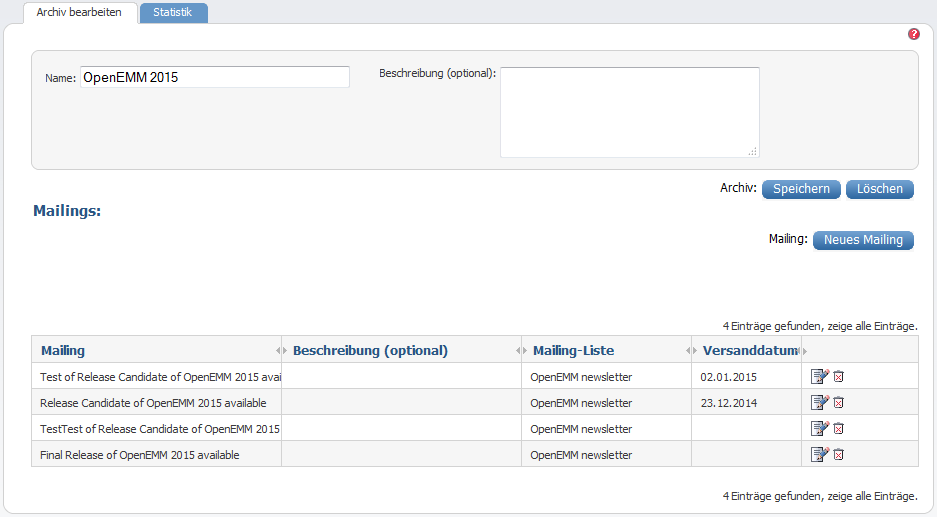 Archiv bearbeiten Statistik
?
Name: OpenEMM 2015 Beschreibung (optional):
Archiv: Speichern Löschen
Mailings:
Mailing: Neues Mailing
4 Einträge gefunden, zeige alle Einträge.
Mailing Beschreibung (optional) Mailing-Liste Versanddatum
Test of Release Candidate of OpenEMM 2015 avai OpenEMM newsletter 02.01.2015
Release Candidate of OpenEMM 2015 available OpenEMM newsletter 23.12.2014
TestTest of Release Candidate of OpenEMM 2015 OpenEMM newsletter
Final Release of OpenEMM 2015 available OpenEMM newsletter
4 Einträge gefunden, zeige alle Einträge.